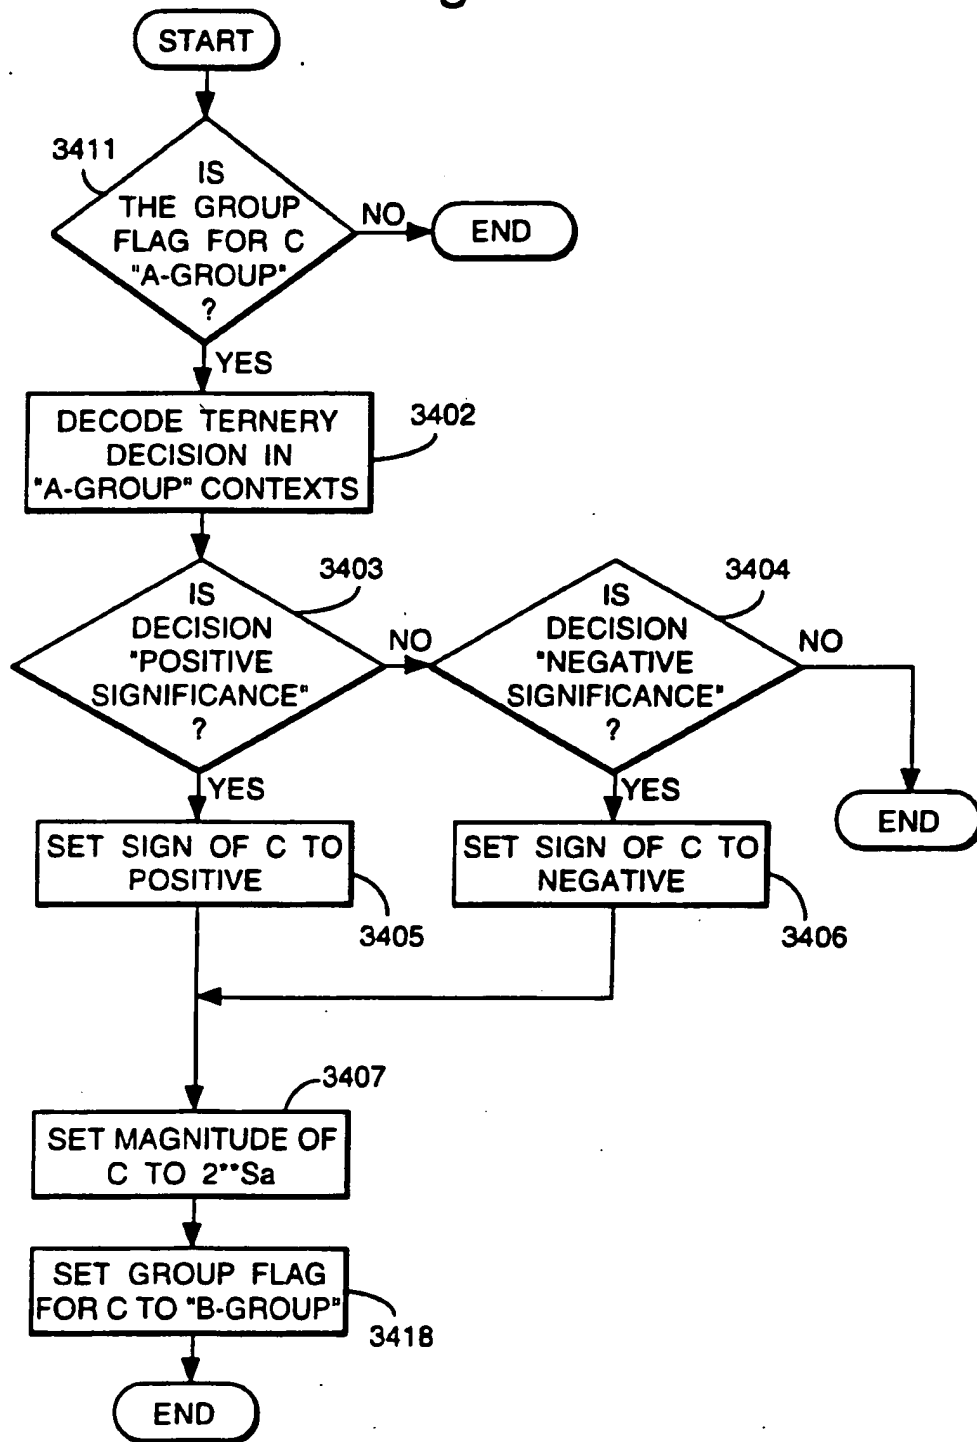 START
3411
IS
THE GROUP
FLAG FOR C
"A-GROUP"
?
NO
END
YES
DECODE TERNERY
DECISION IN
"A-GROUP" CONTEXTS
3402
3403
IS
DECISION
"POSITIVE
SIGNIFICANCE"
?
NO
3404
IS
DECISION
"NEGATIVE
SIGNIFICANCE"
?
NO
YES
YES
END
SET SIGN OF C TO
POSITIVE
3405
SET SIGN OF C TO
NEGATIVE
3406
3407
SET MAGNITUDE OF
C TO 2**Sa
SET GROUP FLAG
FOR C TO "B-GROUP"
3418
END